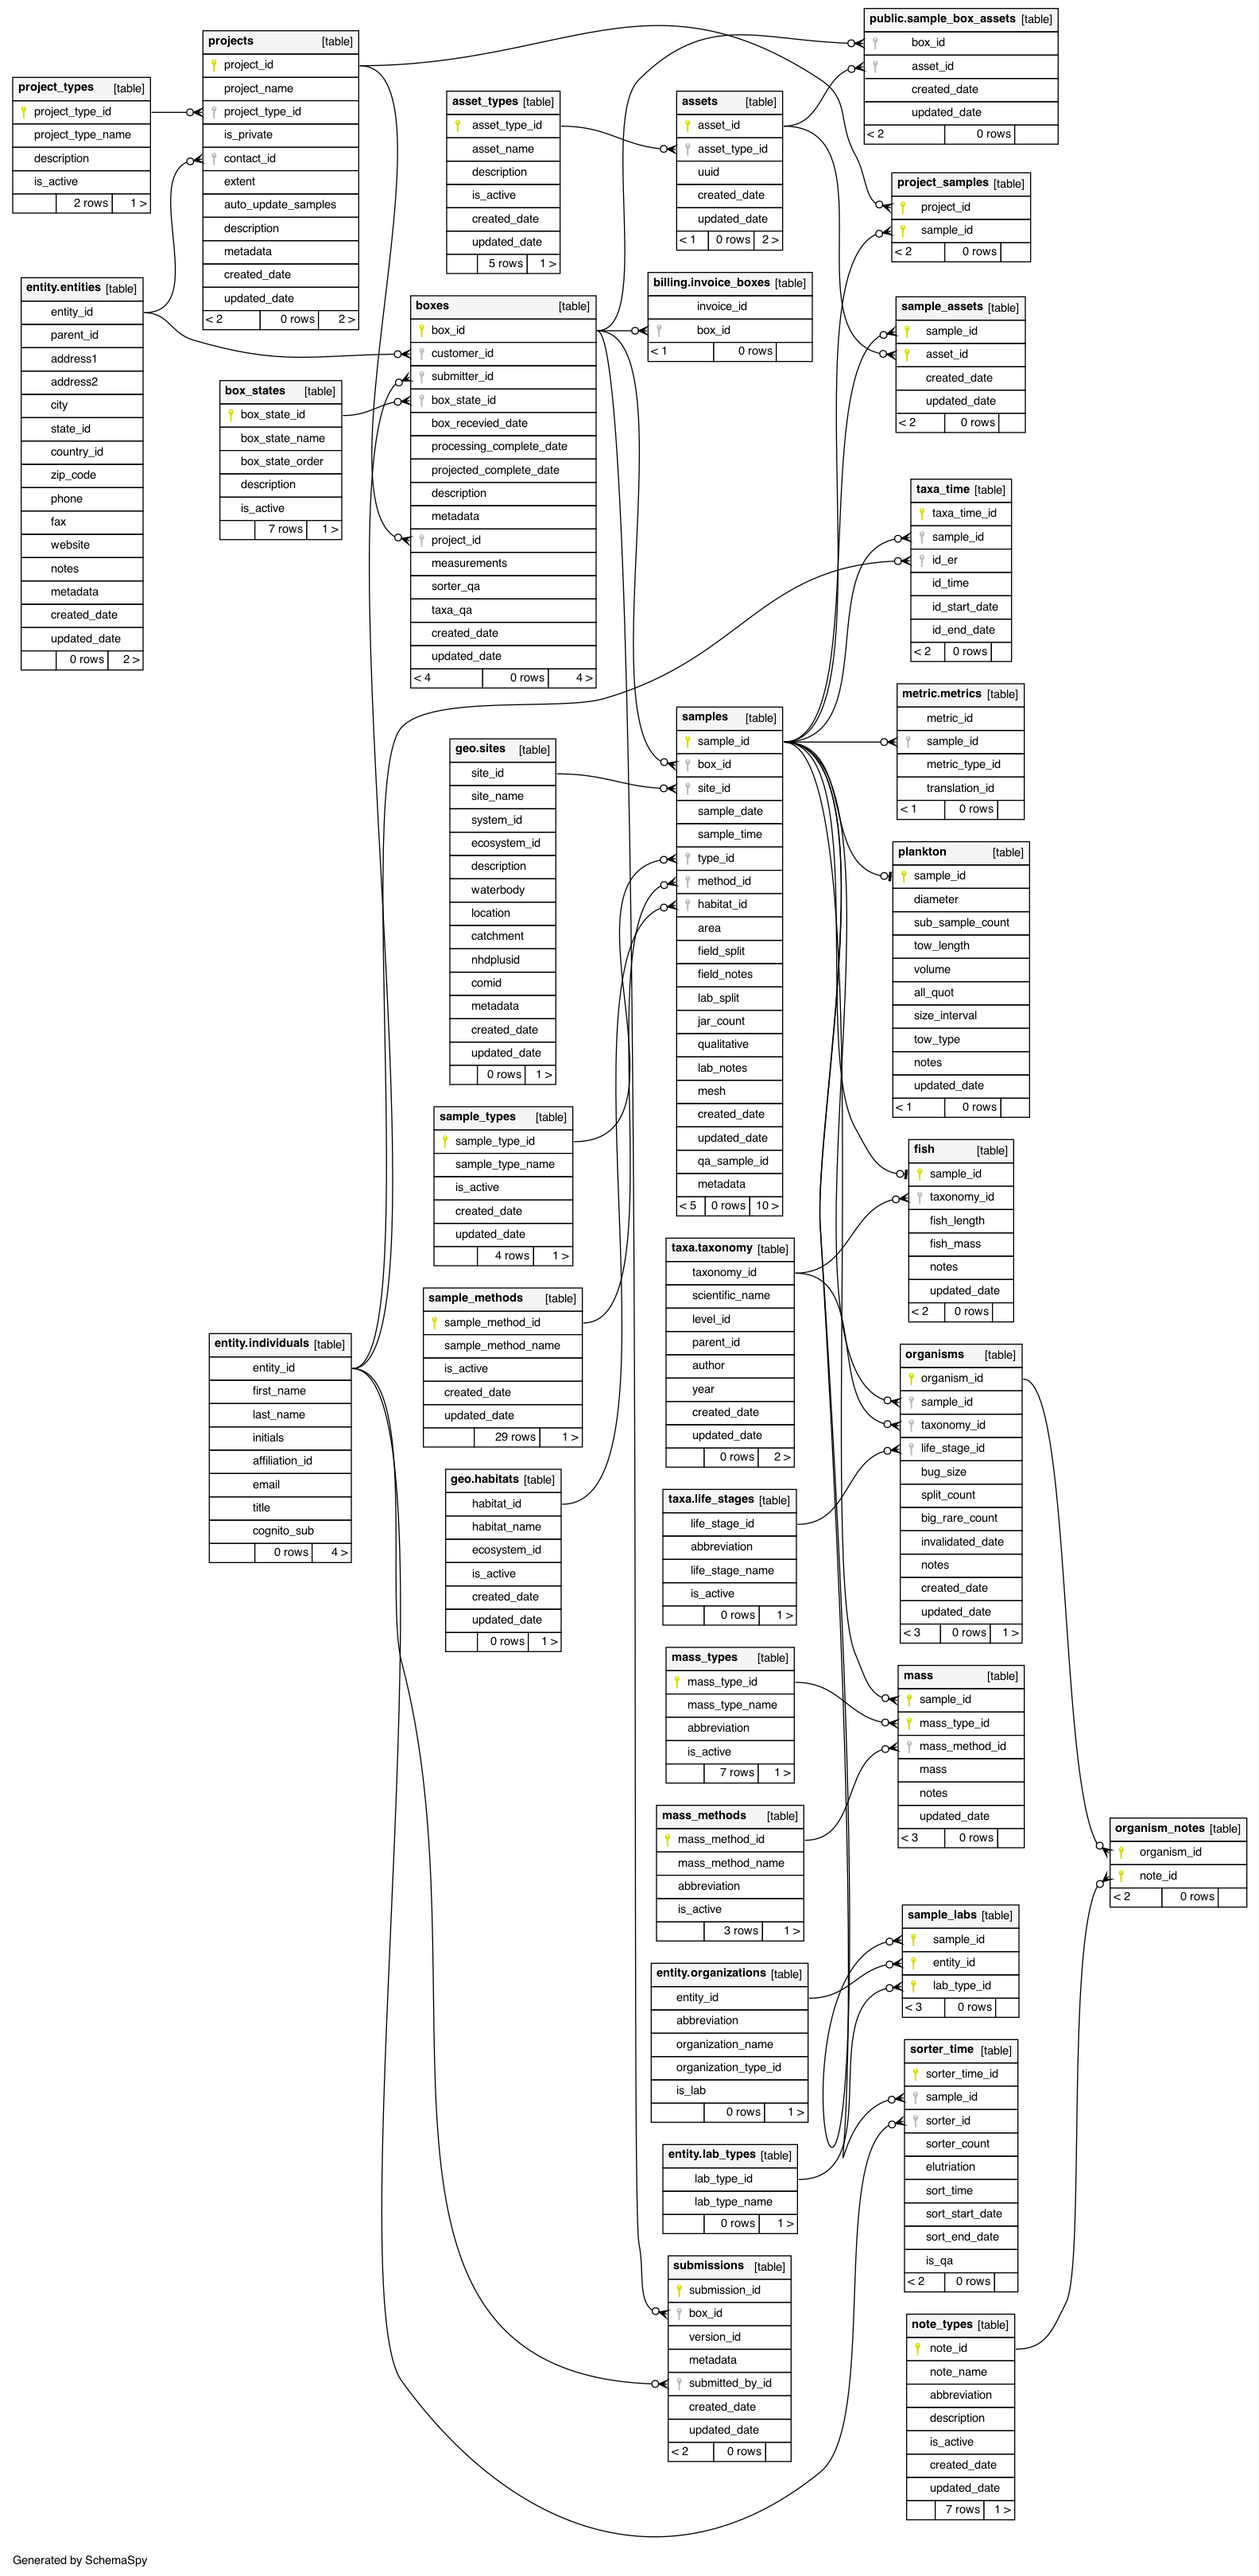 project_types [table]
project_type_id
project_type_name
description
is_active
2 rows 1 >
projects [table]
project_id
project_name
project_type_id
is_private
contact_id
extent
auto_update_samples
description
metadata
created_date
updated_date
< 2 0 rows 2 >
entity.entities [table]
entity_id
parent_id
address1
address2
city
state_id
country_id
zip_code
phone
fax
website
notes
metadata
created_date
updated_date
0 rows 2 >
box_states [table]
box_state_id
box_state_name
box_state_order
description
is_active
7 rows 1 >
asset_types [table]
asset_type_id
asset_name
description
is_active
created_date
updated_date
5 rows 1 >
boxes [table]
box_id
customer_id
submitter_id
box_state_id
box_recevied_date
processing_complete_date
projected_complete_date
description
metadata
project_id
measurements
sorter_qa
taxa_qa
created_date
updated_date
< 4 0 rows 4 >
assets [table]
asset_id
asset_type_id
uuid
created_date
updated_date
< 1 0 rows 2 >
billing.invoice_boxes [table]
invoice_id
box_id
< 1 0 rows
public.sample_box_assets [table]
box_id
asset_id
created_date
updated_date
< 2 0 rows
project_samples [table]
project_id
sample_id
< 2 0 rows
sample_assets [table]
sample_id
asset_id
created_date
updated_date
< 2 0 rows
taxa_time [table]
taxa_time_id
sample_id
id_er
id_time
id_start_date
id_end_date
< 2 0 rows
metric.metrics [table]
metric_id
sample_id
metric_type_id
translation_id
< 1 0 rows
samples [table]
sample_id
box_id
site_id
sample_date
sample_time
type_id
method_id
habitat_id
area
field_split
field_notes
lab_split
jar_count
qualitative
lab_notes
mesh
created_date
updated_date
qa_sample_id
metadata
< 5 0 rows 10 >
geo.sites [table]
site_id
site_name
system_id
ecosystem_id
description
waterbody
location
catchment
nhdplusid
comid
metadata
created_date
updated_date
0 rows 1 >
sample_types [table]
sample_type_id
sample_type_name
is_active
created_date
updated_date
4 rows 1 >
sample_methods [table]
sample_method_id
sample_method_name
is_active
created_date
updated_date
29 rows 1 >
geo.habitats [table]
habitat_id
habitat_name
ecosystem_id
is_active
created_date
updated_date
0 rows 1 >
entity.individuals [table]
entity_id
first_name
last_name
initials
affiliation_id
email
title
cognito_sub
0 rows 4 >
plankton [table]
sample_id
diameter
sub_sample_count
tow_length
volume
all_quot
size_interval
tow_type
notes
updated_date
< 1 0 rows
fish [table]
sample_id
taxonomy_id
fish_length
fish_mass
notes
updated_date
< 2 0 rows
taxa.taxonomy [table]
taxonomy_id
scientific_name
level_id
parent_id
author
year
created_date
updated_date
0 rows 2 >
organisms [table]
organism_id
sample_id
taxonomy_id
life_stage_id
bug_size
split_count
big_rare_count
invalidated_date
notes
created_date
updated_date
< 3 0 rows 1 >
taxa.life_stages [table]
life_stage_id
abbreviation
life_stage_name
is_active
0 rows 1 >
mass_types [table]
mass_type_id
mass_type_name
abbreviation
is_active
7 rows 1 >
mass [table]
sample_id
mass_type_id
mass_method_id
mass
notes
updated_date
< 3 0 rows
mass_methods [table]
mass_method_id
mass_method_name
abbreviation
is_active
3 rows 1 >
organism_notes [table]
organism_id
note_id
< 2 0 rows
sample_labs [table]
sample_id
entity_id
lab_type_id
< 3 0 rows
entity.organizations [table]
entity_id
abbreviation
organization_name
organization_type_id
is_lab
0 rows 1 >
sorter_time [table]
sorter_time_id
sample_id
sorter_id
sorter_count
elutriation
sort_time
sort_start_date
sort_end_date
is_qa
< 2 0 rows
entity.lab_types [table]
lab_type_id
lab_type_name
0 rows 1 >
submissions [table]
submission_id
box_id
version_id
metadata
submitted_by_id
created_date
updated_date
< 2 0 rows
note_types [table]
note_id
note_name
abbreviation
description
is_active
created_date
updated_date
7 rows 1 >
Generated by SchemaSpy